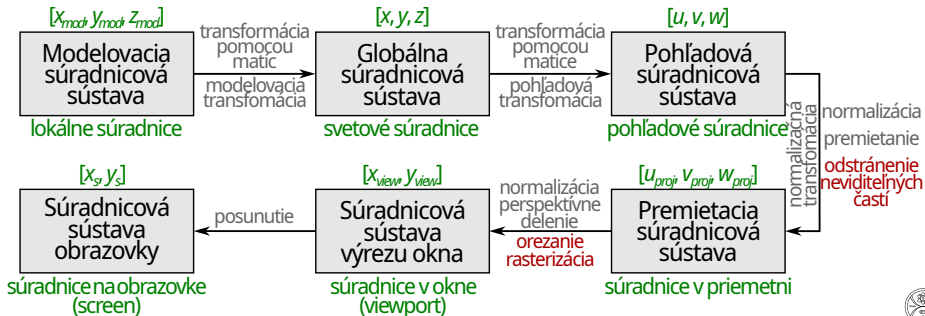 [x_mod, y_mod, z_mod]
Modelovacia
súradnicová
sústava
lokálne súradnice
transformácia
pomocou
matíc
modelovacia
transfomácia
[x, y, z]
Globálna
súradnicová
sústava
svetové súradnice
transformácia
pomocou
matice
pohľadová
transfomácia
[u, v, w]
Pohľadová
súradnicová
sústava
pohľadové súradnice
normalizačná
transfomácia
normalizácia
premietanie
odstránenie
neviditeľných
častí
[u_proj, v_proj, w_proj]
Premietacia
súradnicová
sústava
súradnice v priemetni
normalizácia
perspektívne
delenie
orezanie
rasterizácia
[x_view, y_view]
Súradnicová
sústava
výrezu okna
súradnice v okne
(viewport)
posunutie
[x_s, y_s]
Súradnicová
sústava
obrazovky
súradnice na obrazovke
(screen)